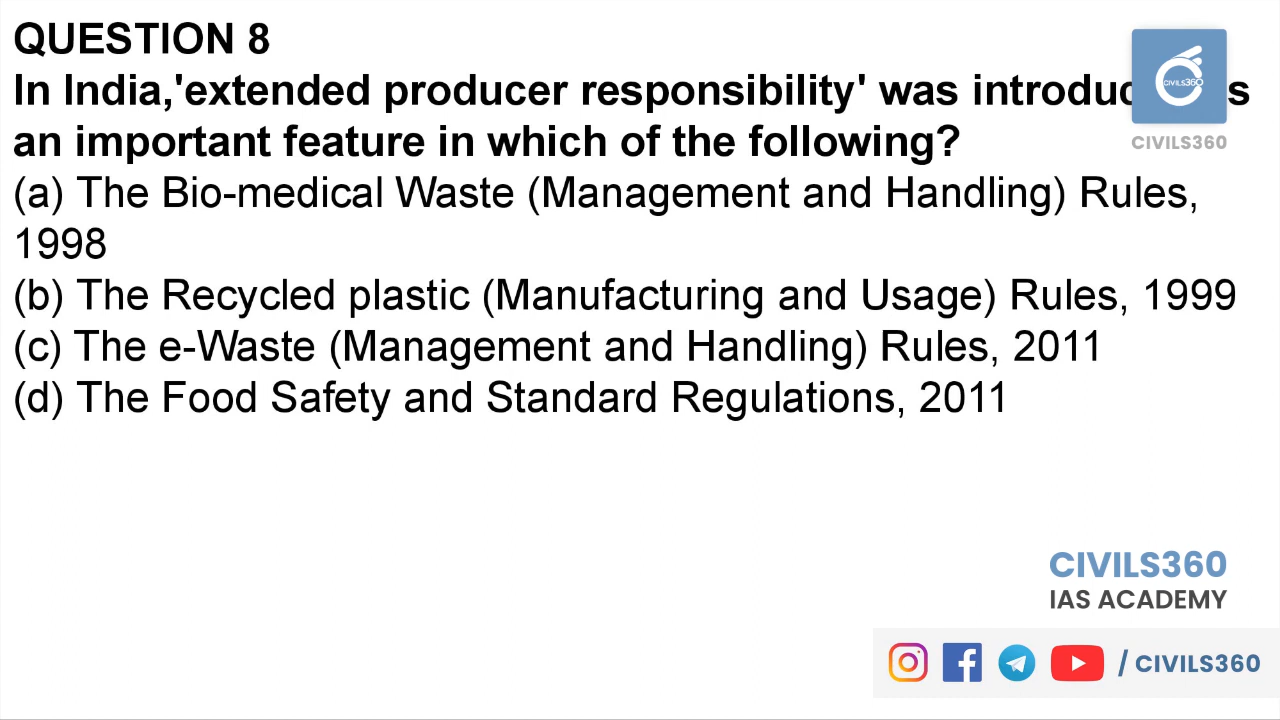 QUESTION 8
In India,'extended producer responsibility' was introduc s
an important feature in which of the following?
(a) The Bio-medical Waste (Management and Handling) Rules,
1998
(b) The Recycled plastic (Manufacturing and Usage) Rules, 1999
(c) The e-Waste (Management and Handling) Rules, 2011
(d) The Food Safety and Standard Regulations, 2011
CIVILS360
CIVILS360
CIVILS360
IAS ACADEMY
/ CIVILS360